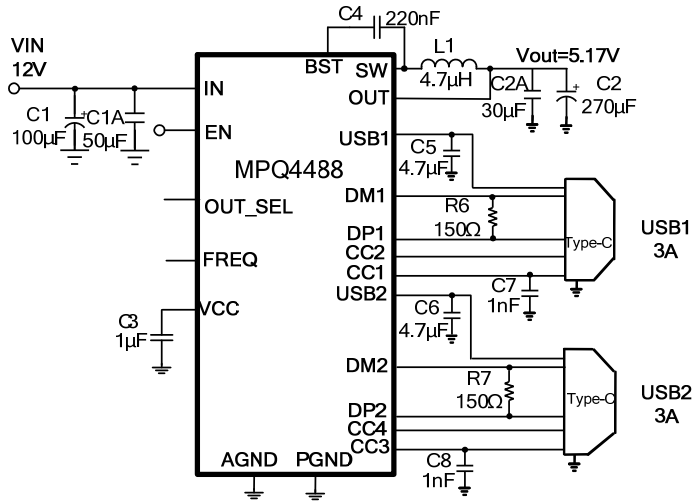 C4
220nF
VIN
12V
BST
SW
L1
4.7µH
Vout=5.17V
IN
OUT
C2A
30µF
C2
270µF
C1
100µF
+
C1A
50µF
+
EN
USB1
C5
4.7µF
MPQ4488
DM1
R6
150Ω
OUT_SEL
DP1
Type-C
USB1
3A
CC2
FREQ
CC1
C7
1nF
USB2
VCC
C3
1µF
C6
4.7µF
DM2
R7
150Ω
Type-C
USB2
3A
DP2
CC4
CC3
C8
1nF
AGND
PGND